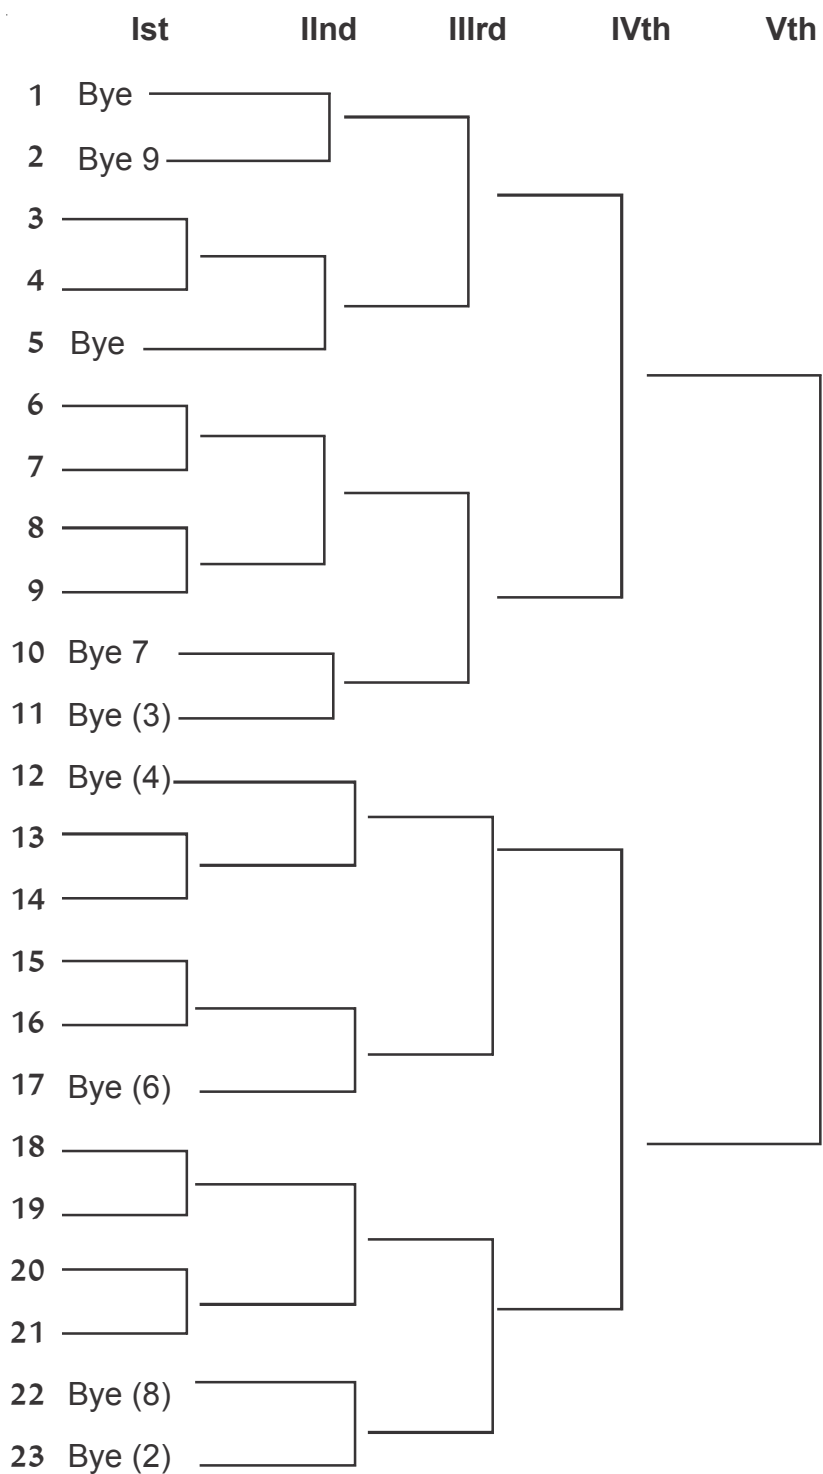 Ist IInd IIIrd IVth Vth
1 Bye
2 Bye 9
3
4
5 Bye
6
7
8
9
10 Bye 7
11 Bye (3)
12 Bye (4)
13
14
15
16
17 Bye (6)
18
19
20
21
22 Bye (8)
23 Bye (2)